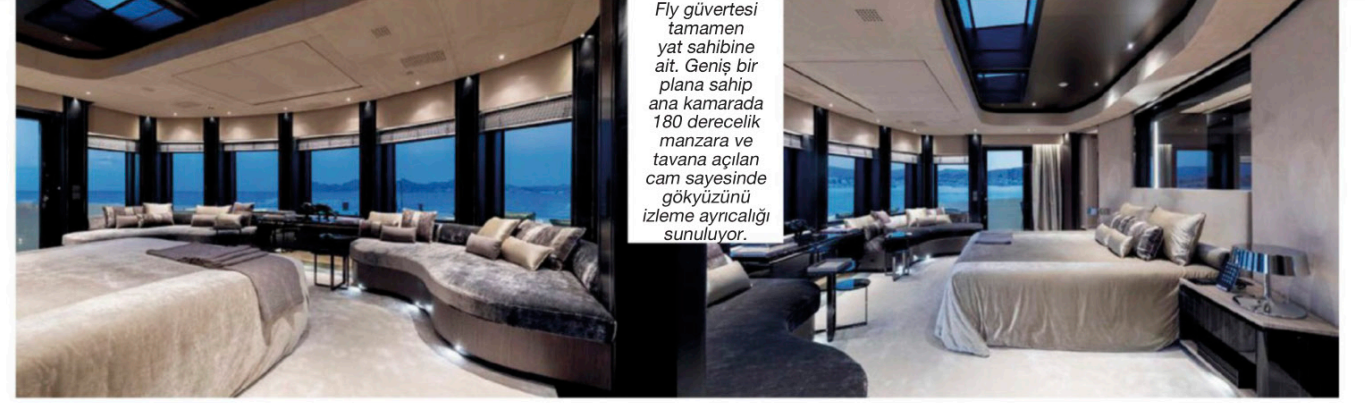 Fly güvertesi
tamamen
yat sahibine
ait. Geniş bir
plana sahip
ana kamarada
180 derecelik
manzara ve
tavana açılan
cam sayesinde
gökyüzünü
izleme ayrıcalığı
sunuluyor.